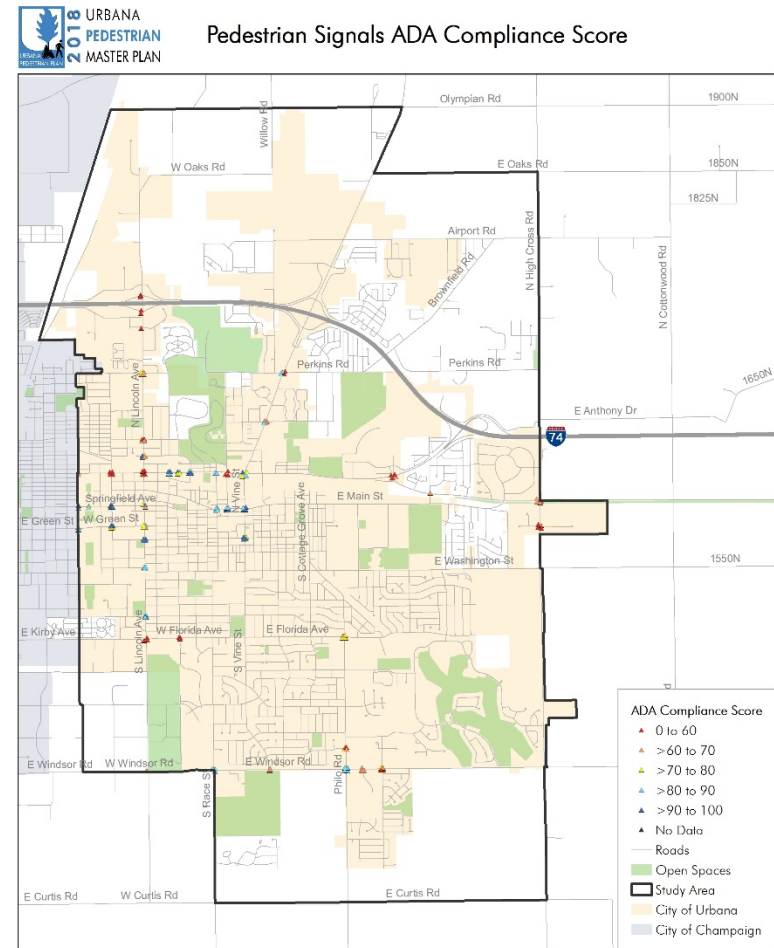 2018
URBANA
PEDESTRIAN
MASTER PLAN
URBANA
PEDESTRIAN PLAN
Pedestrian Signals ADA Compliance Score
Olympian Rd
1900N
Willow Rd
W Oaks Rd
E Oaks Rd
1850N
1825N
Airport Rd
N High Cross Rd
N Cottonwood Rd
Brownfield Rd
N Lincoln Ave
Perkins Rd
Perkins Rd
1650N
E Anthony Dr
74
N Vine St
Springfield Ave
E Main St
E Green St
W Green St
S Cottage Grove Ave
E Washington St
1550N
E Kirby Ave
S Lincoln Ave
W Florida Ave
S Vine St
E Florida Ave
E Windsor Rd
W Windsor Rd
S Race St
E Windsor Rd
Philo Rd
E Curtis Rd
W Curtis Rd
E Curtis Rd
ADA Compliance Score
0 to 60
>60 to 70
>70 to 80
>80 to 90
>90 to 100
No Data
Roads
Open Spaces
Study Area
City of Urbana
City of Champaign